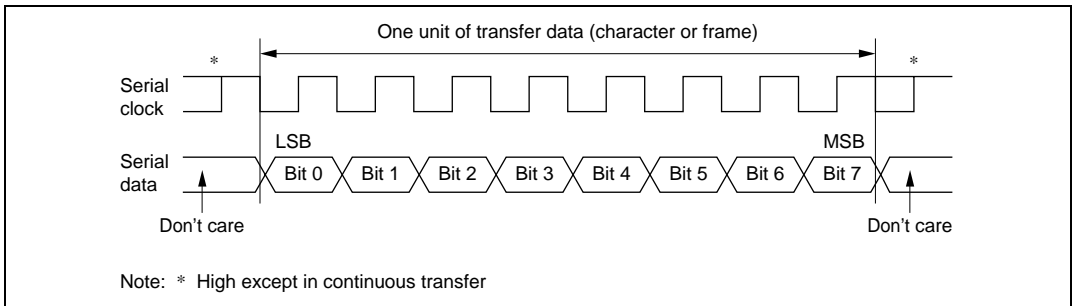 One unit of transfer data (character or frame)
* *
Serial
clock
LSB MSB
Serial
data
Bit 0 Bit 1 Bit 2 Bit 3 Bit 4 Bit 5 Bit 6 Bit 7
Don't care Don't care
Note: * High except in continuous transfer